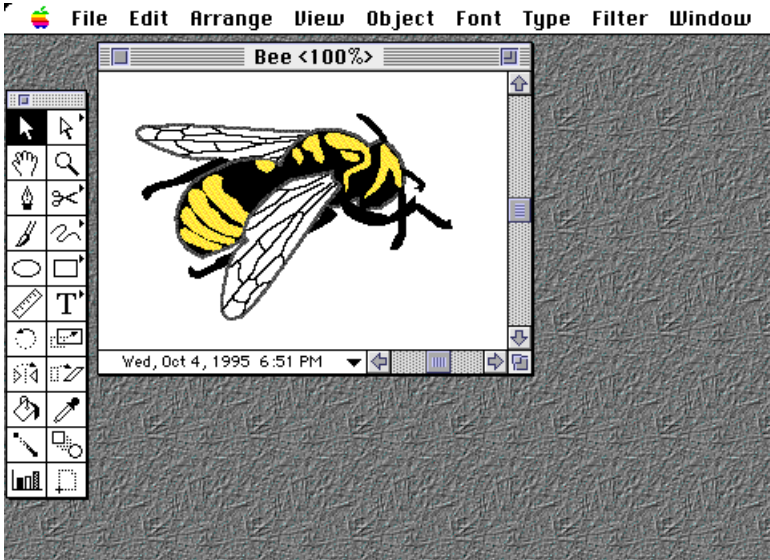 File Edit Arrange View Object Font Type Filter Window
Bee <100%>
T
Wed, Oct 4, 1995 6:51 PM